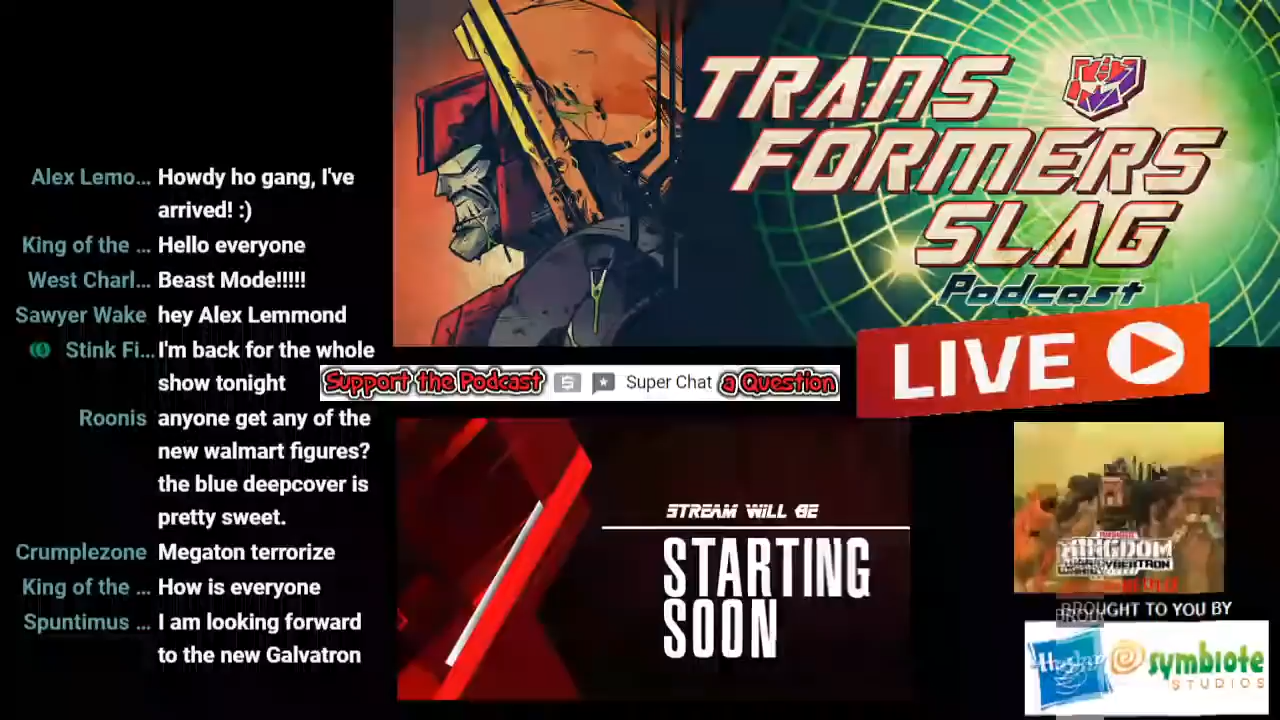 Alex Lemo... Howdy ho gang, I've
arrived! :)
King of the ... Hello everyone
West Charl... Beast Mode!!!!!
Sawyer Wake hey Alex Lemmond
Stink Fi... I'm back for the whole
show tonight
Roonis anyone get any of the
new walmart figures?
the blue deepcover is
pretty sweet.
Crumplezone Megaton terrorize
King of the ... How is everyone
Spuntimus ... I am looking forward
to the new Galvatron
TRANS
FORMERS
SLAG
Podcast
LIVE
Support the Podcast $ Super Chat a Question
STREAM WILL BE
STARTING
SOON
KINGDOM
BROUGHT TO YOU BY
Hasbro symbiote
STUDIOS